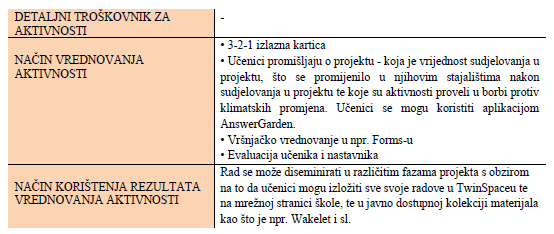 DETALJNI TROŠKOVNIK ZA
AKTIVNOSTI
-
NAČIN VREDNOVANJA
AKTIVNOSTI
• 3-2-1 izlazna kartica
• Učenici promišljaju o projektu - koja je vrijednost sudjelovanja u
projektu, što se promijenilo u njihovim stajalištima nakon
sudjelovanja u projektu te koje su aktivnosti proveli u borbi protiv
klimatskih promjena. Učenici se mogu koristiti aplikacijom
AnswerGarden.
• Vršnjačko vrednovanje u npr. Forms-u
• Evaluacija učenika i nastavnika
NAČIN KORIŠTENJA REZULTATA
VREDNOVANJA AKTIVNOSTI
Rad se može diseminirati u različitim fazama projekta s obzirom
na to da učenici mogu izložiti sve svoje radove u TwinSpaceu te
na mrežnoj stranici škole, te u javno dostupnoj kolekciji materijala
kao što je npr. Wakelet i sl.